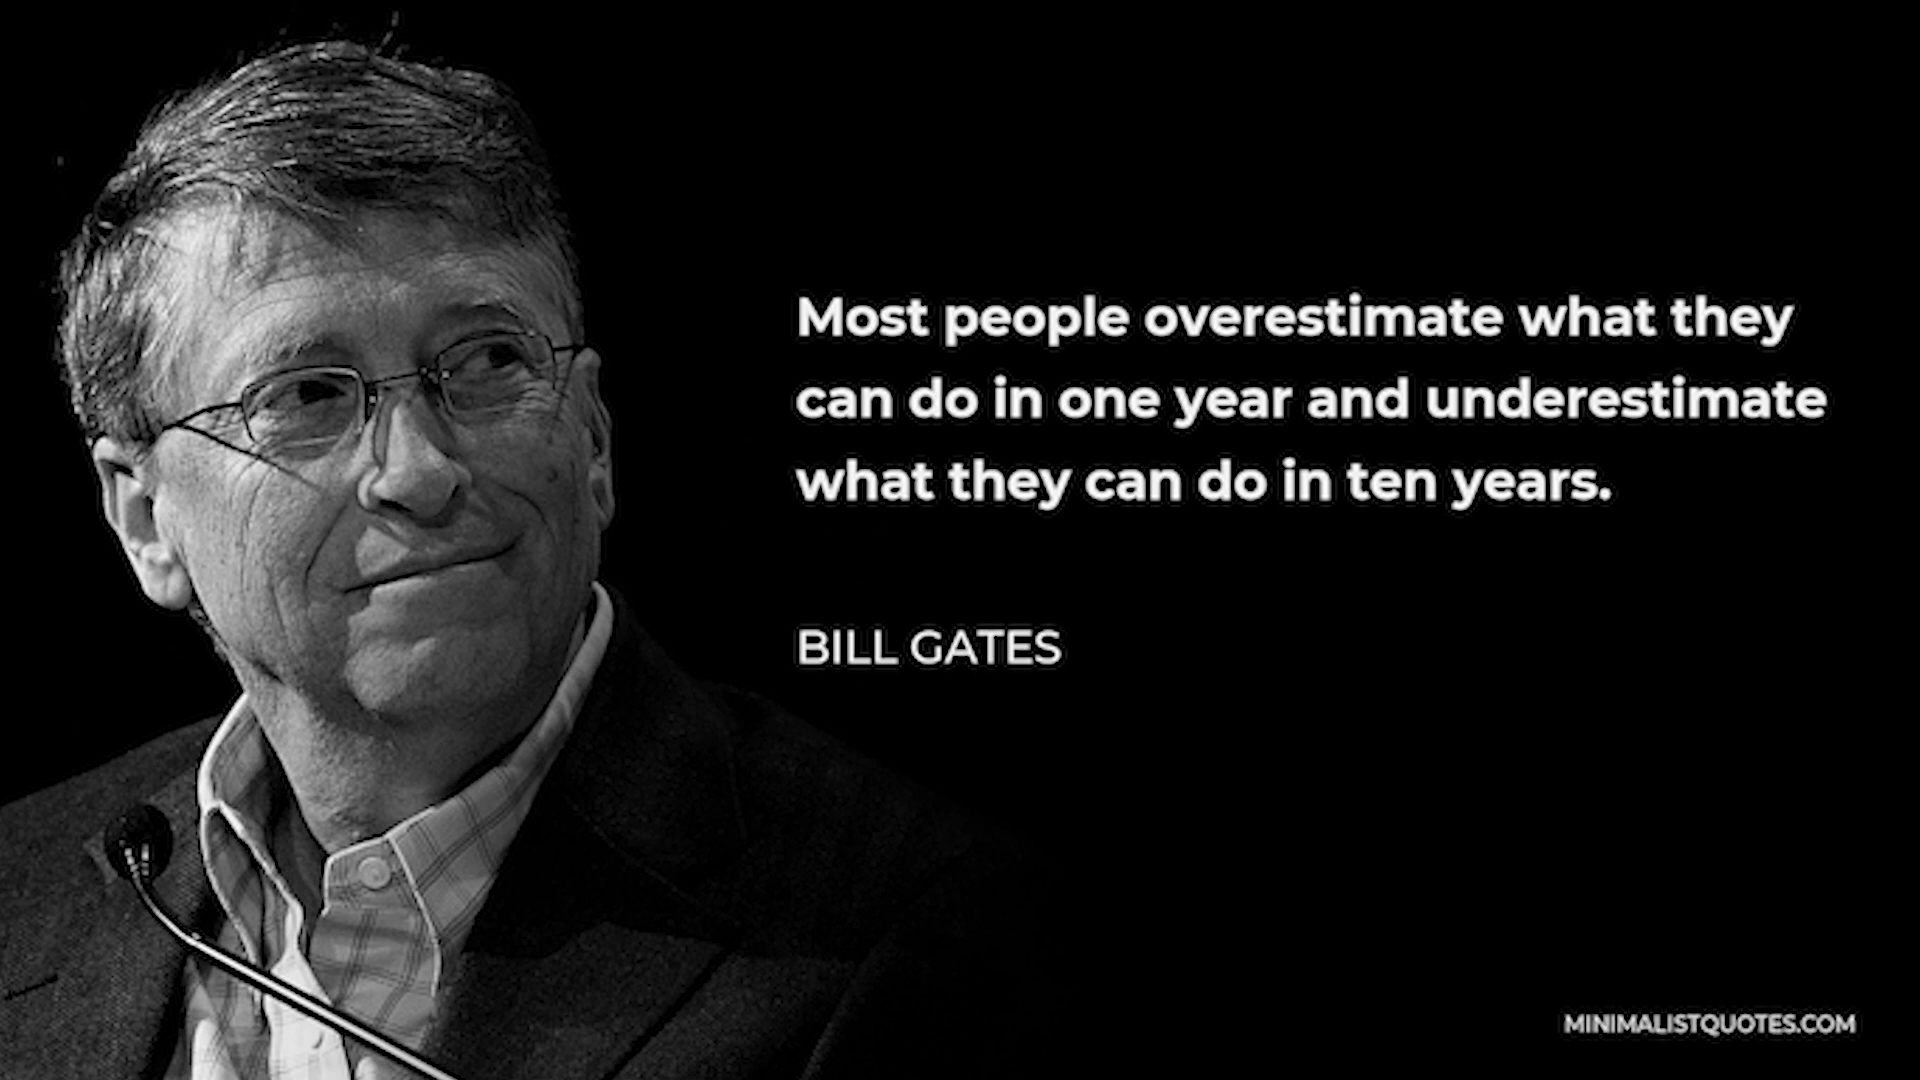 Most people overestimate what they
can do in one year and underestimate
what they can do in ten years.
BILL GATES
MINIMALISTQUOTES.COM